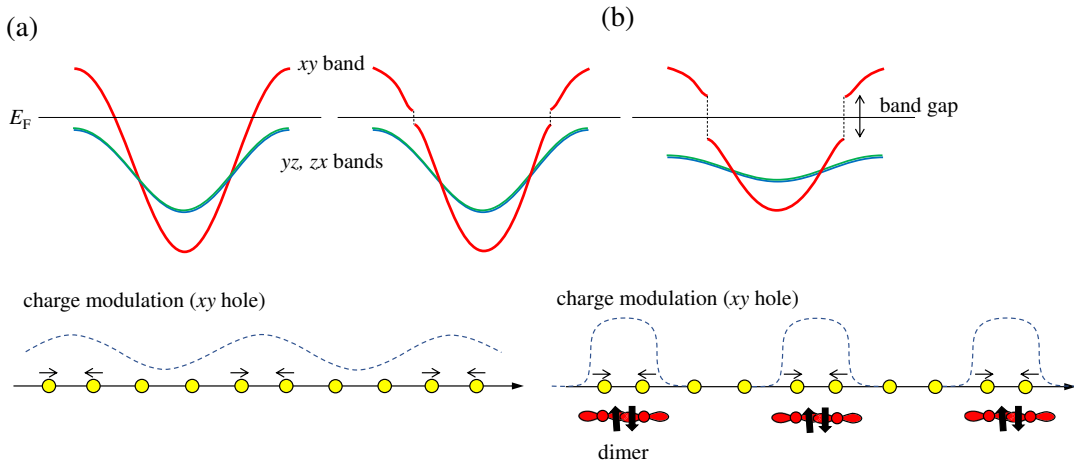 (a)
xy band
E_F
yz, zx bands
charge modulation (xy hole)
(b)
band gap
charge modulation (xy hole)
dimer